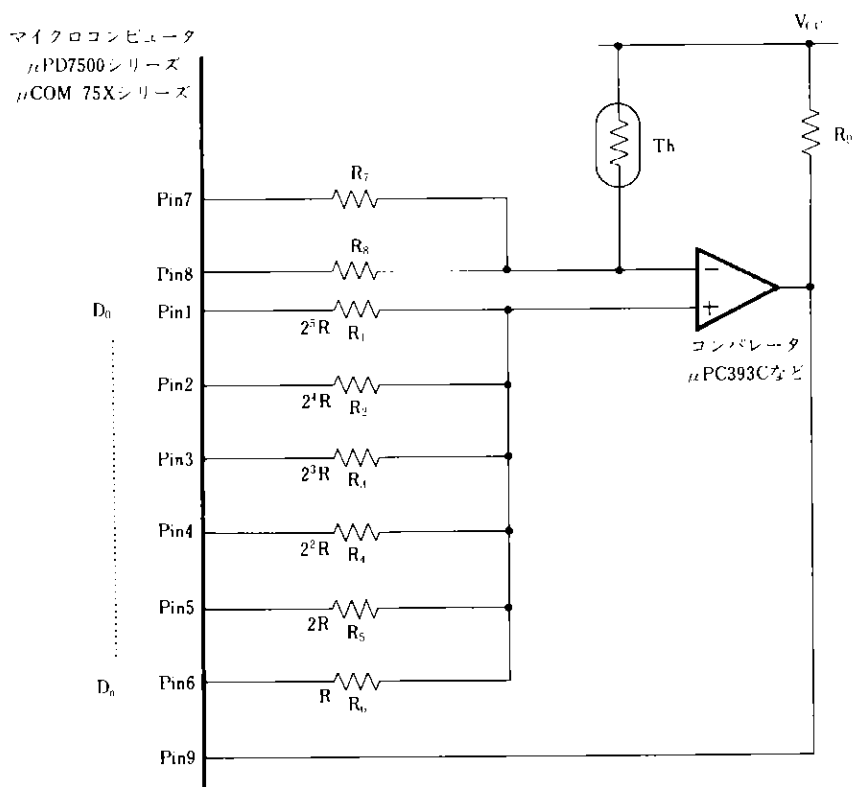 マイクロコンピュータ
μPD7500シリーズ
μCOM 75Xシリーズ
Vcc
Th
R₉
Pin7
R₇
Pin8
R₈
D₀
Pin1
2⁵R
R₁
コンパレータ
μPC393Cなど
Pin2
2⁴R
R₂
Pin3
2³R
R₃
Pin4
2²R
R₄
Pin5
2R
R₅
Dₙ
Pin6
R
R₆
Pin9
−
+